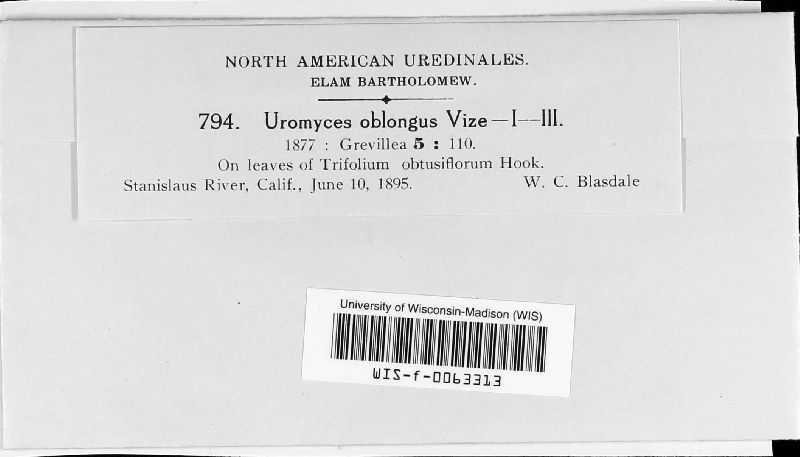 NORTH AMERICAN UREDINALES.
ELAM BARTHOLOMEW.
794. Uromyces oblongus Vize—I—III.
1877 : Grevillea 5 : 110.
On leaves of Trifolium obtusiflorum Hook.
Stanislaus River, Calif., June 10, 1895. W. C. Blasdale
University of Wisconsin-Madison (WIS)
WIS-f-0063313